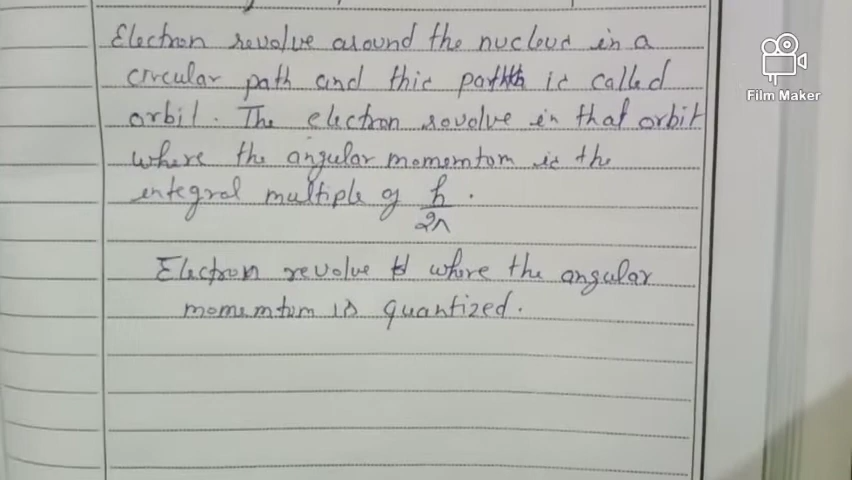 Electron revolve around the nucleus in a
circular path and this path is called
orbit. The electron revolve in that orbit
where the angular momemtom is the
integral multiple of h/2π.
Electron revolve where the angular
momemtum is quantized.
Film Maker